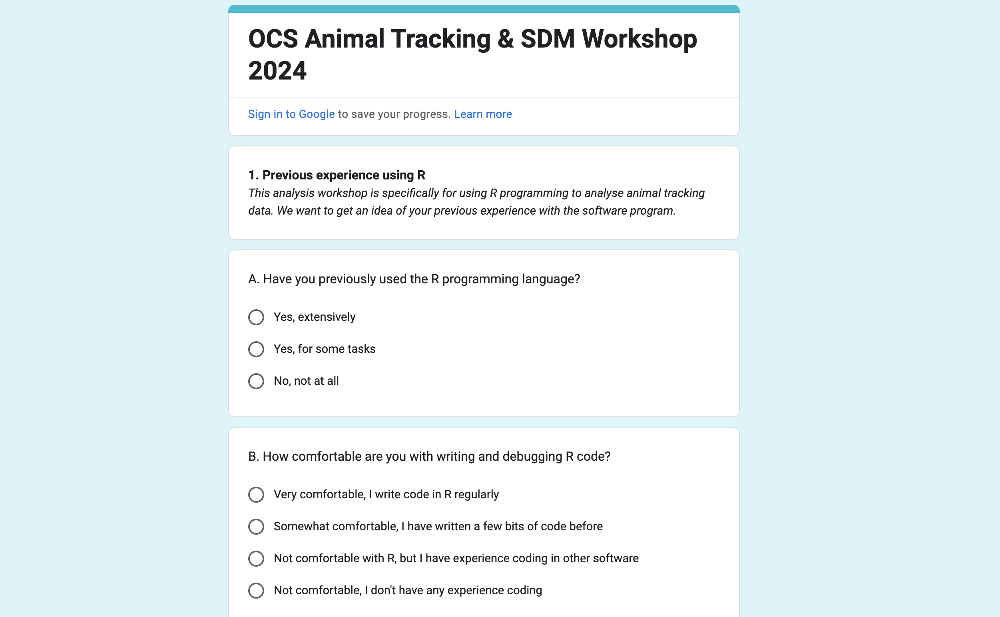 OCS Animal Tracking & SDM Workshop
2024
Sign in to Google to save your progress. Learn more
1. Previous experience using R
This analysis workshop is specifically for using R programming to analyse animal tracking
data. We want to get an idea of your previous experience with the software program.
A. Have you previously used the R programming language?
Yes, extensively
Yes, for some tasks
No, not at all
B. How comfortable are you with writing and debugging R code?
Very comfortable, I write code in R regularly
Somewhat comfortable, I have written a few bits of code before
Not comfortable with R, but I have experience coding in other software
Not comfortable, I don't have any experience coding